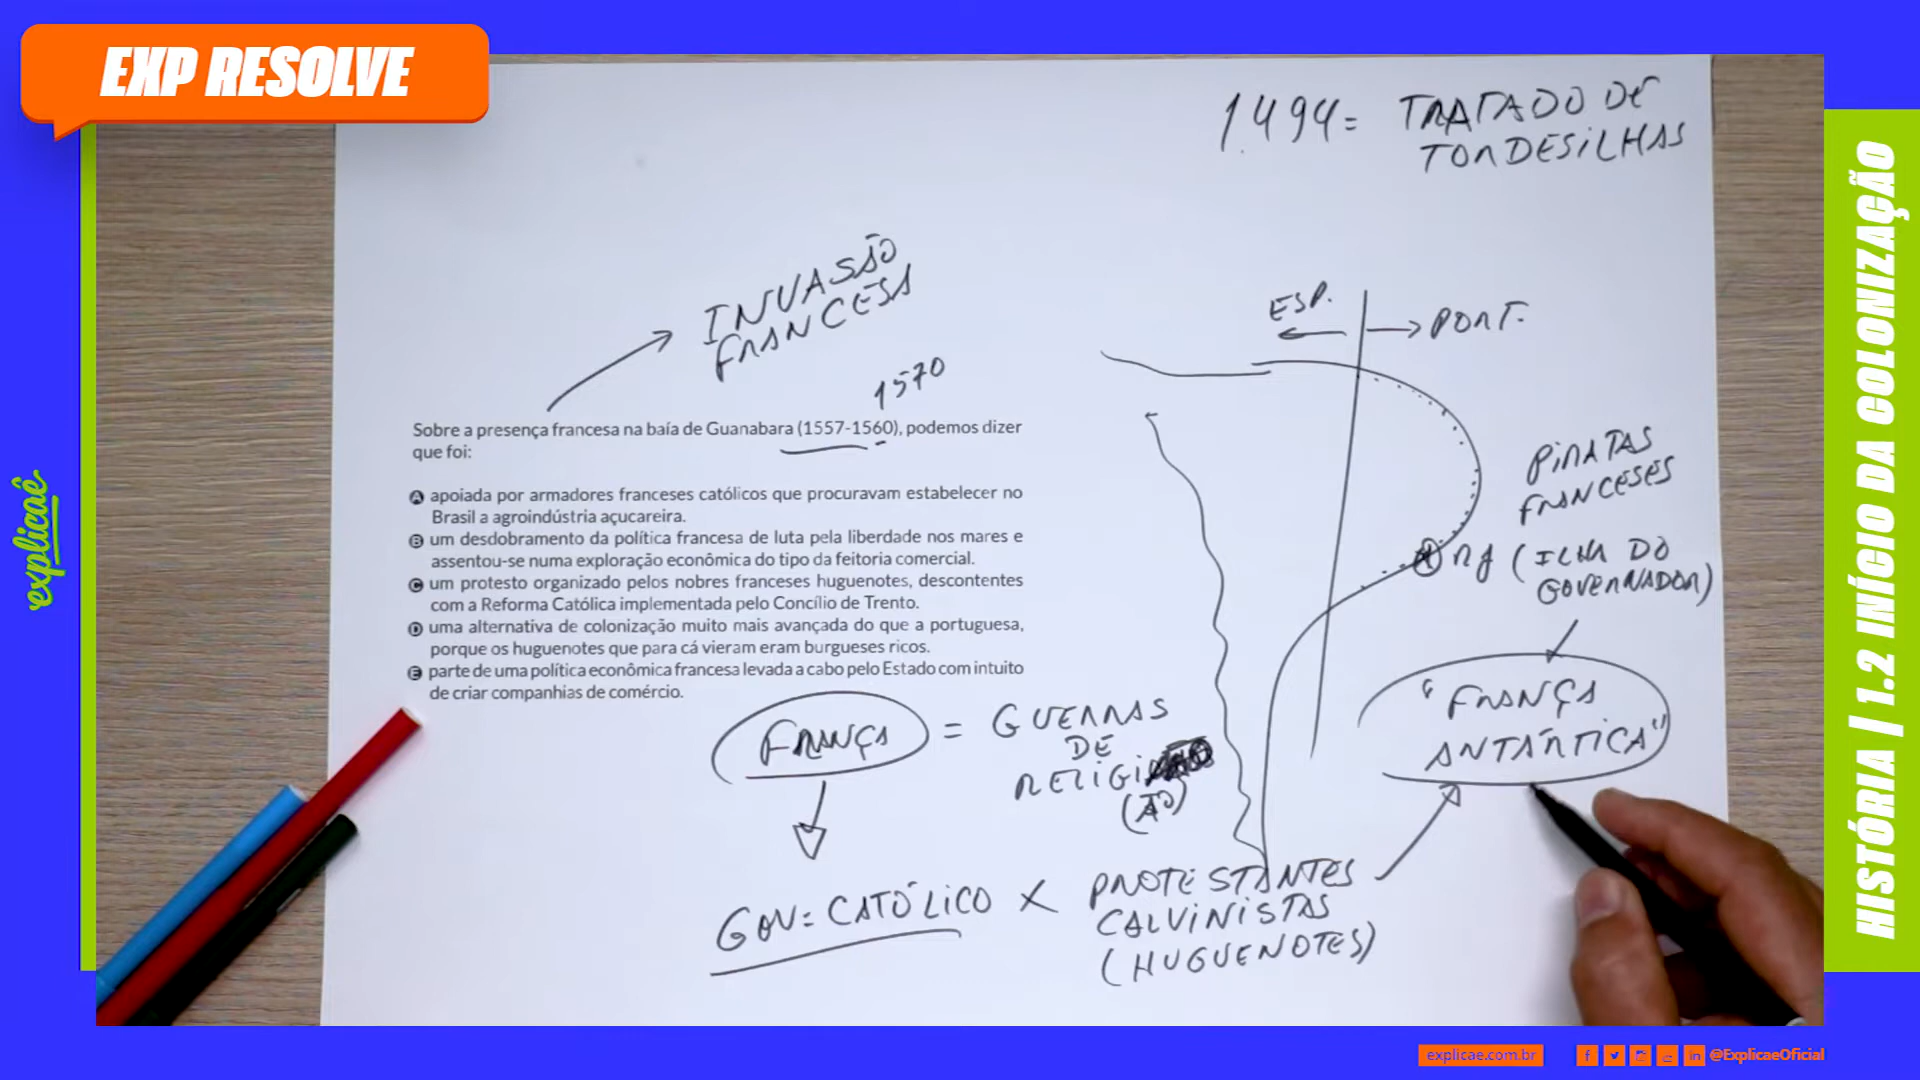 EXP RESOLVE
1494 = TRATADO DE
TORDESILHAS
INVASÃO
FRANCESA
1570
Sobre a presença francesa na baía de Guanabara (1557-1560), podemos dizer
que foi:
A apoiada por armadores franceses católicos que procuravam estabelecer no
Brasil a agroindústria açucareira.
B um desdobramento da política francesa de luta pela liberdade nos mares e
assentou-se numa exploração econômica do tipo da feitoria comercial.
C um protesto organizado pelos nobres franceses huguenotes, descontentes
com a Reforma Católica implementada pelo Concílio de Trento.
D uma alternativa de colonização muito mais avançada do que a portuguesa,
porque os huguenotes que para cá vieram eram burgueses ricos.
E parte de uma política econômica francesa levada a cabo pelo Estado com intuito
de criar companhias de comércio.
ESP.
PORT.
PIRATAS
FRANCESES
RJ (ILHA DO
GOVERNADOR)
"FRANÇA
ANTÁRTICA"
FRANÇA = GUERRAS
DE
RELIGI
(ÃO)
GOV: CATÓLICO X PROTESTANTES
CALVINISTAS
(HUGUENOTES)
explicaê
HISTÓRIA | 1.2 INÍCIO DA COLONIZAÇÃO
explicae.com.br
@ExplicaeOficial